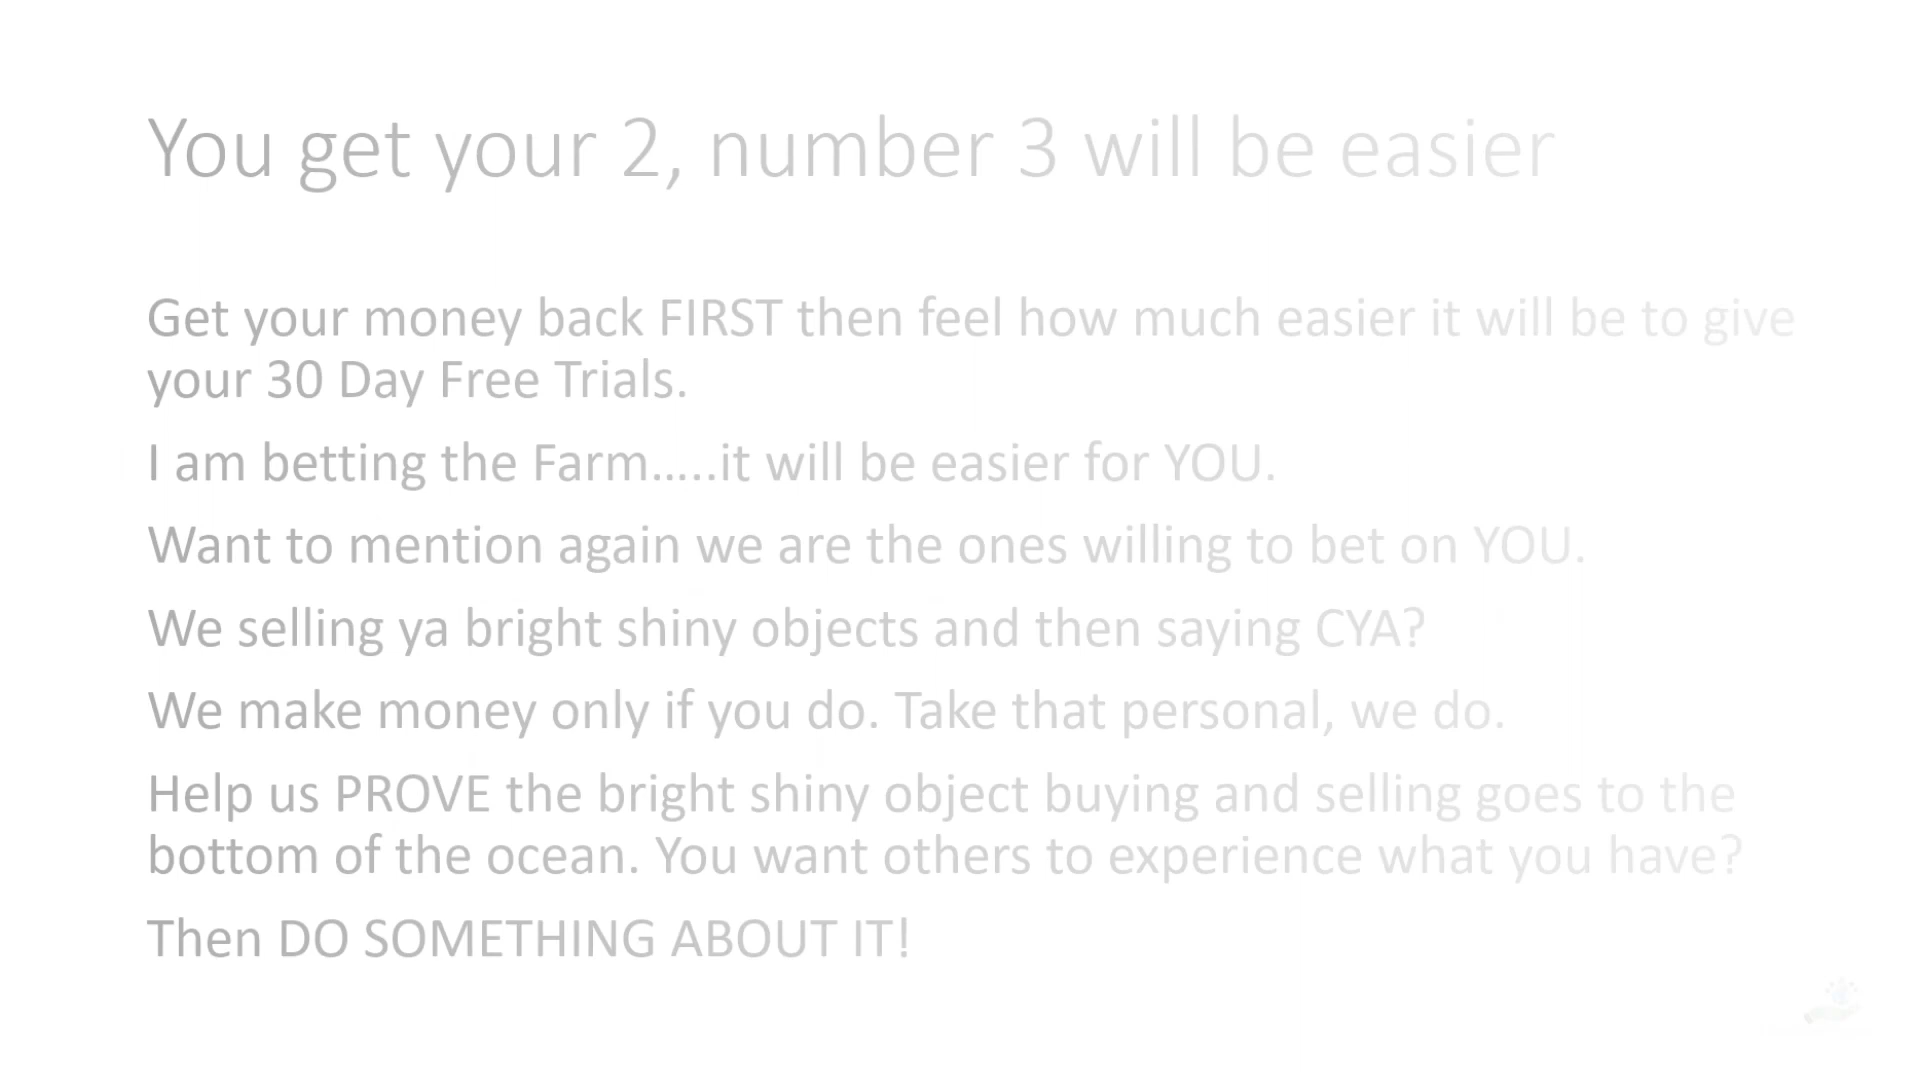 You get your 2, number 3 will be easier
Get your money back FIRST then feel how much easier it will be to give
your 30 Day Free Trials.
I am betting the Farm.....it will be easier for YOU.
Want to mention again we are the ones willing to bet on YOU.
We selling ya bright shiny objects and then saying CYA?
We make money only if you do. Take that personal, we do.
Help us PROVE the bright shiny object buying and selling goes to the
bottom of the ocean. You want others to experience what you have?
Then DO SOMETHING ABOUT IT!